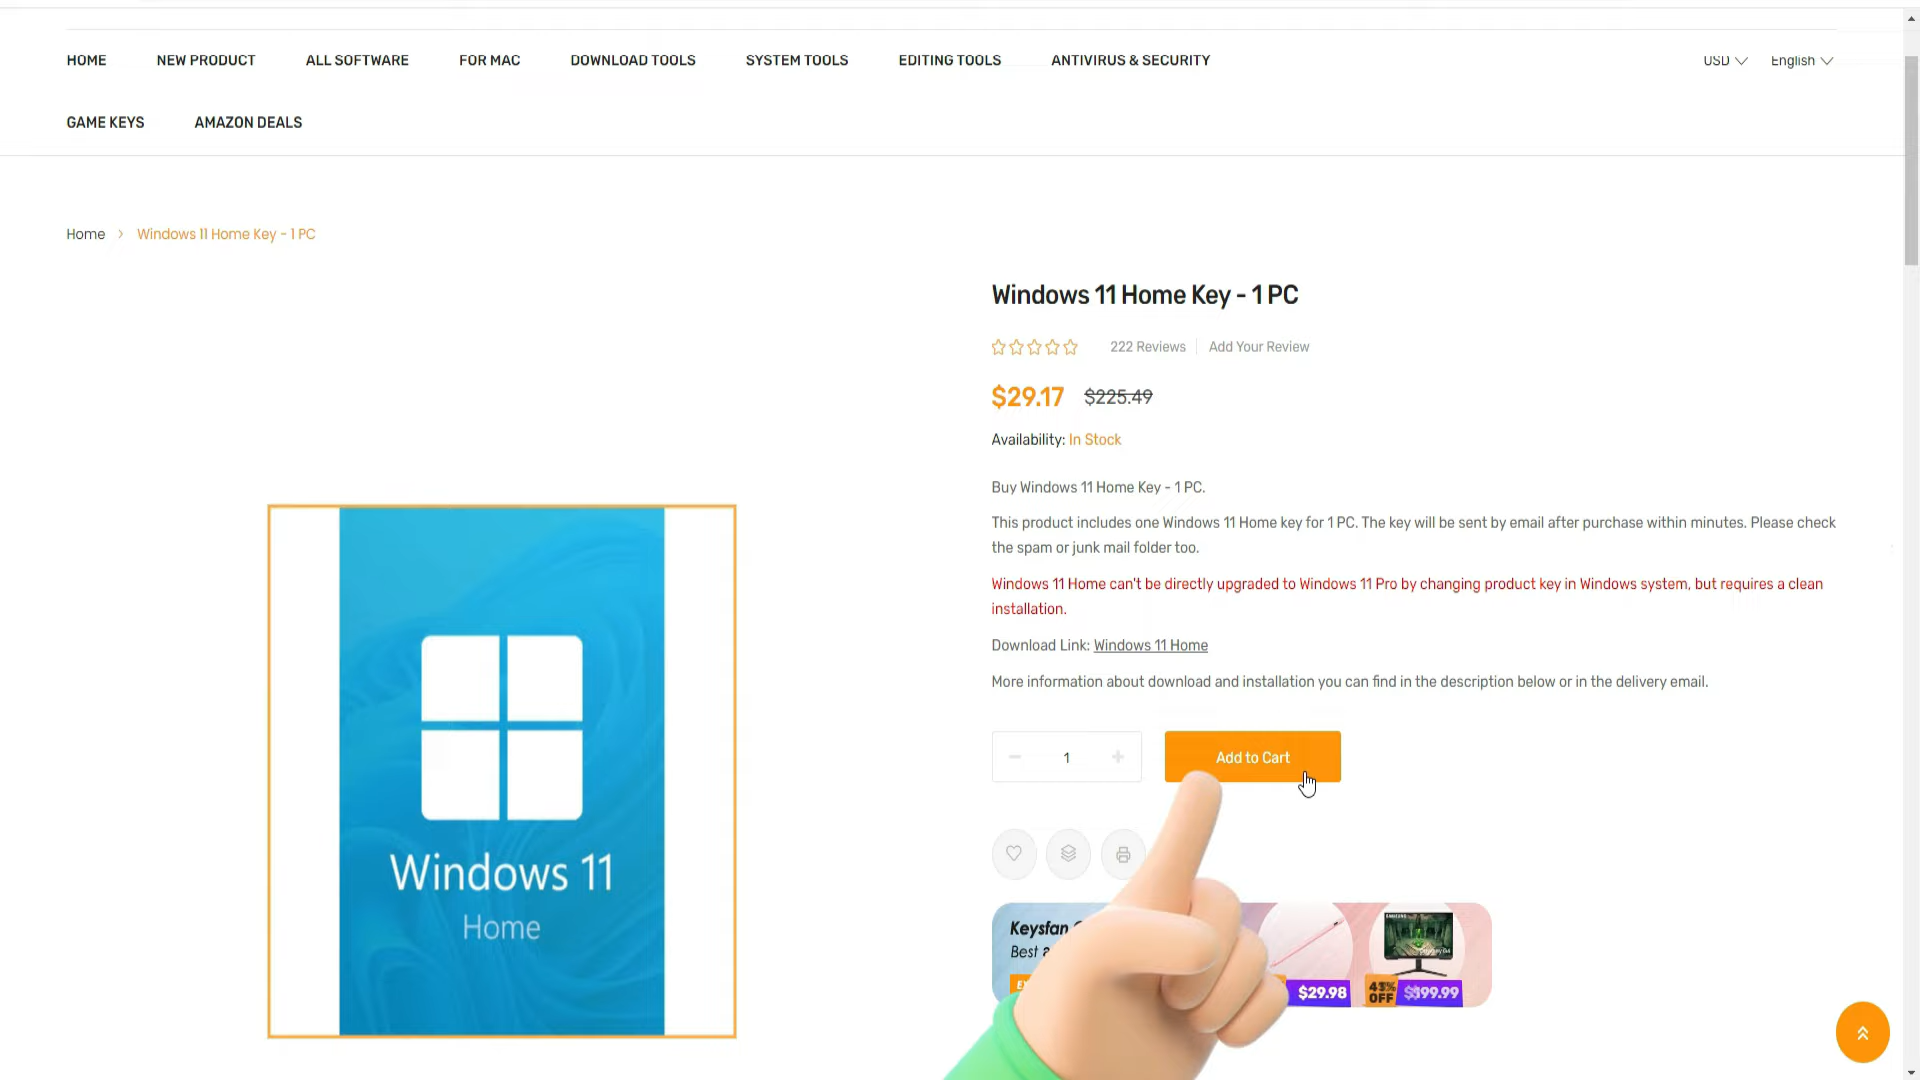 HOME NEW PRODUCT ALL SOFTWARE FOR MAC DOWNLOAD TOOLS SYSTEM TOOLS EDITING TOOLS ANTIVIRUS & SECURITY USD English
GAME KEYS AMAZON DEALS
Home > Windows 11 Home Key - 1 PC
Windows 11 Home Key - 1 PC
222 Reviews Add Your Review
$29.17 $225.49
Availability: In Stock
Buy Windows 11 Home Key - 1 PC.
This product includes one Windows 11 Home key for 1 PC. The key will be sent by email after purchase within minutes. Please check
the spam or junk mail folder too.
Windows 11 Home can't be directly upgraded to Windows 11 Pro by changing product key in Windows system, but requires a clean
installation.
Download Link: Windows 11 Home
More information about download and installation you can find in the description below or in the delivery email.
- 1 + Add to Cart
Windows 11
Home
Keysfan
Best
SAMSUNG
$29.98
43%
OFF
$199.99